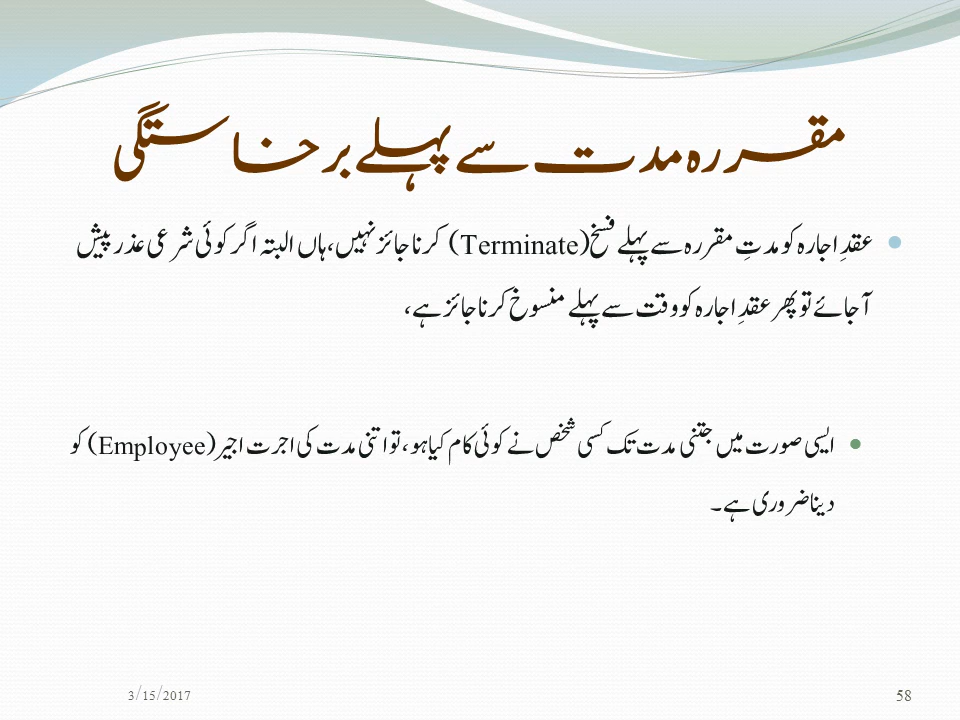 مقررہ مدت سے پہلے برخاستگی
عقدِ اجارہ کو مدتِ مقررہ سے پہلے فسخ (Terminate) کرنا جائز نہیں، ہاں البتہ اگر کوئی شرعی عذر پیش
آجائے تو پھر عقدِ اجارہ کو وقت سے پہلے منسوخ کرنا جائز ہے،
ایسی صورت میں جتنی مدت تک کسی شخص نے کوئی کام کیا ہو، تو اتنی مدت کی اجرت اجیر (Employee) کو
دینا ضروری ہے۔
3/15/2017
58